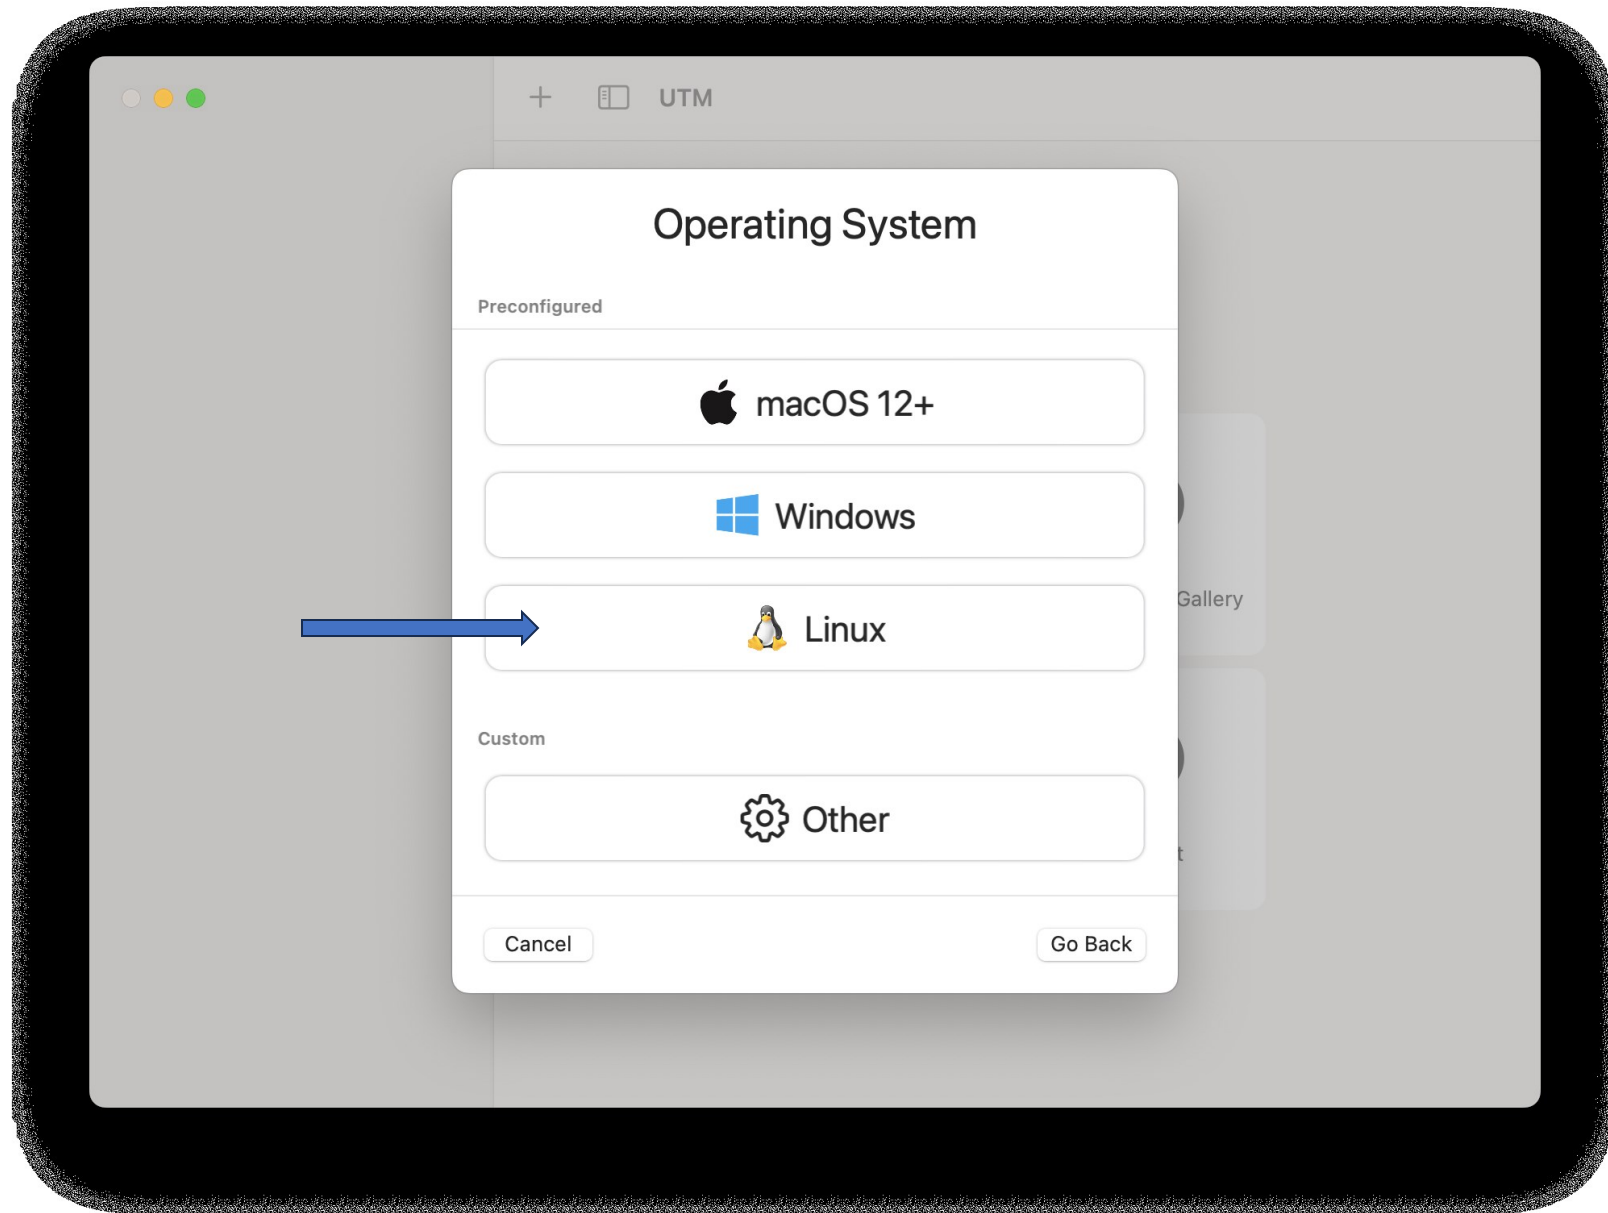 UTM
Operating System
Preconfigured
macOS 12+
Windows
Linux
Gallery
Custom
Other
Cancel
Go Back